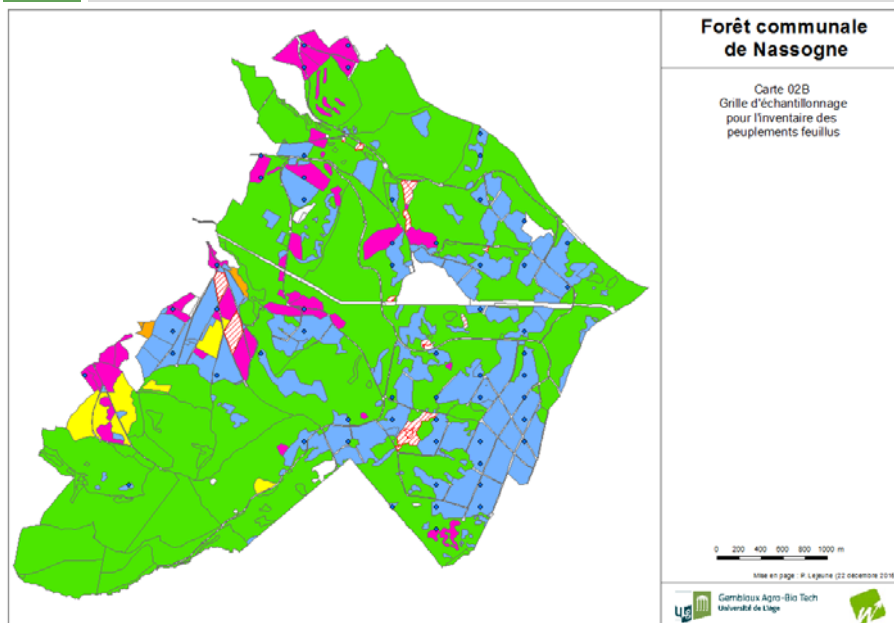 Forêt communale
de Nassogne
Carte 02B
Grille d'échantillonnage
pour l'inventaire des
peuplements feuillus
0 200 400 600 800 1000 m
Mise en page : P. Lejeune (22 décembre 201
Gembloux Agro-Bio Tech
Université de Liège